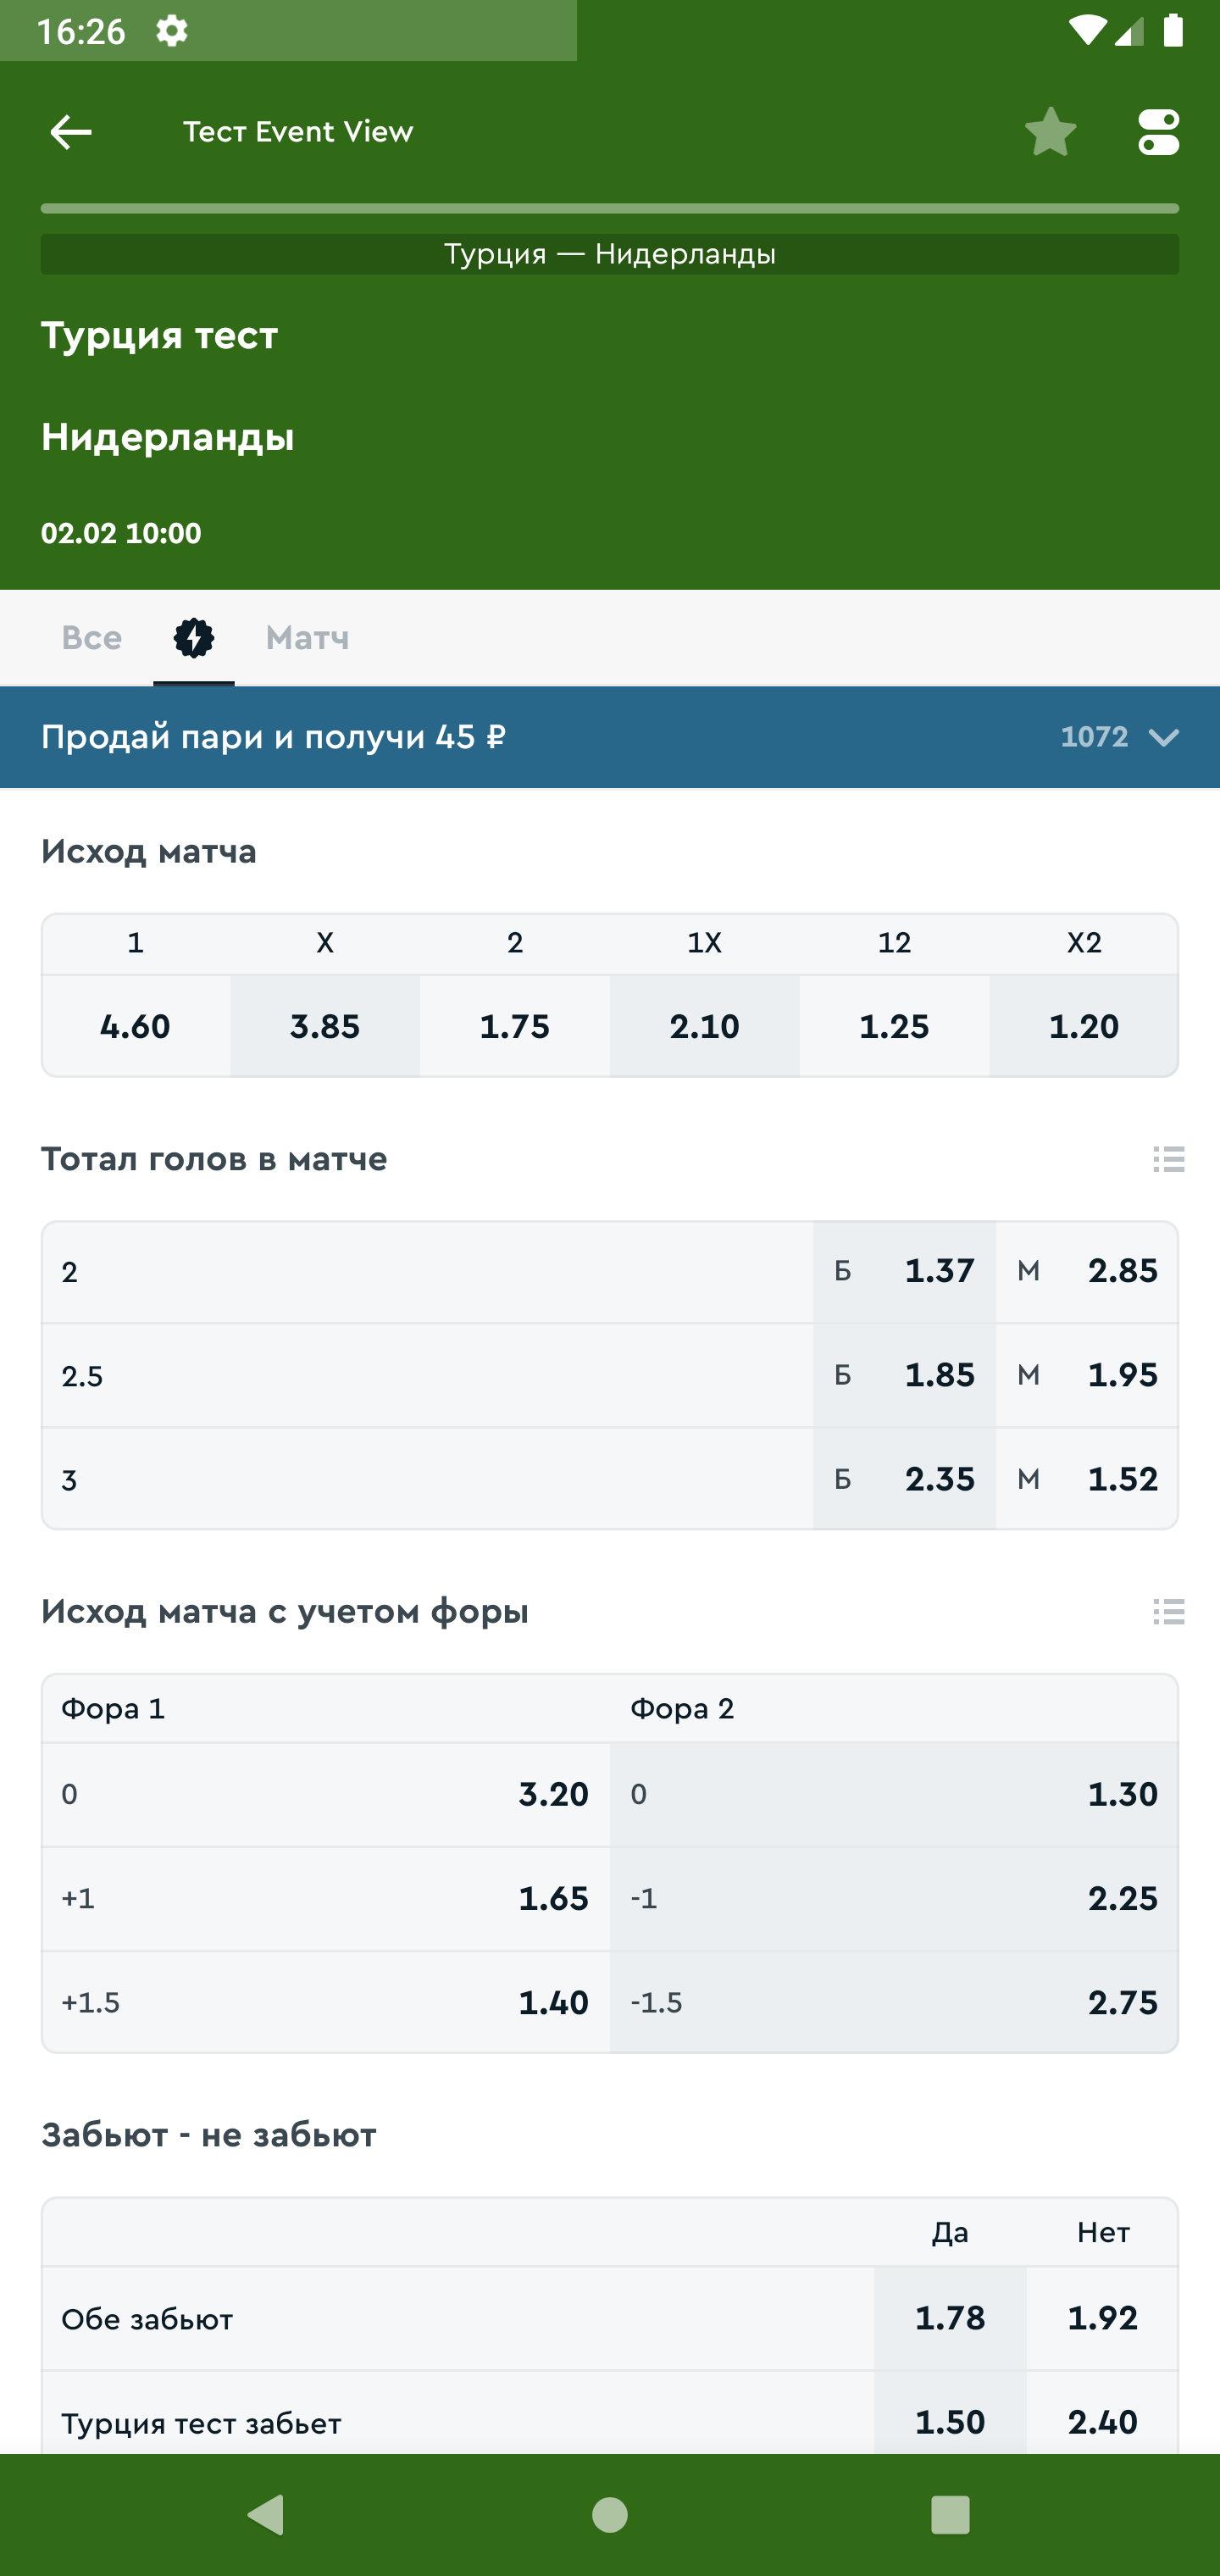 16:26
Тест Event View
Турция — Нидерланды
Турция тест
Нидерланды
02.02 10:00
Все Матч
Продай пари и получи 45 ₽ 1072
Исход матча
1 X 2 1X 12 X2
4.60 3.85 1.75 2.10 1.25 1.20
Тотал голов в матче
2 Б 1.37 М 2.85
2.5 Б 1.85 М 1.95
3 Б 2.35 М 1.52
Исход матча с учетом форы
Фора 1 Фора 2
0 3.20 0 1.30
+1 1.65 -1 2.25
+1.5 1.40 -1.5 2.75
Забьют - не забьют
Да Нет
Обе забьют 1.78 1.92
Турция тест забьет 1.50 2.40